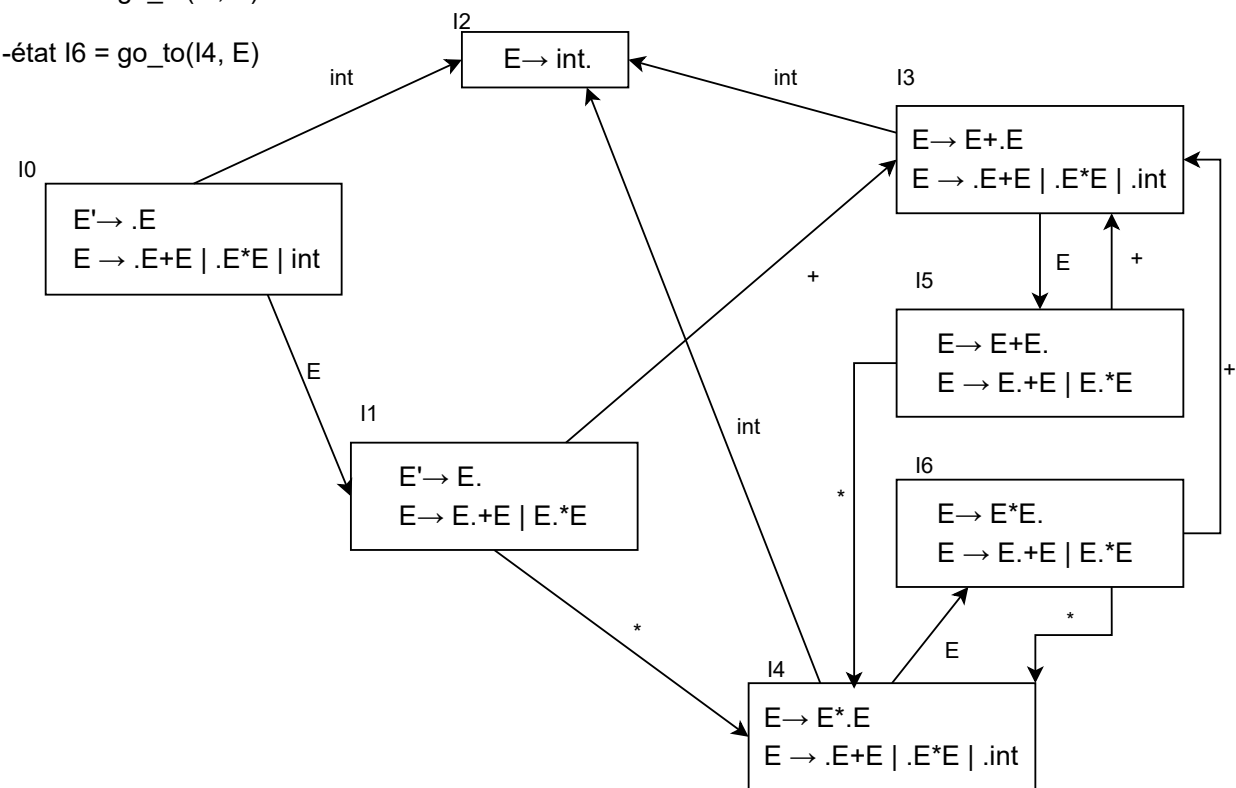 -état I6 = go_to(I4, E)
I2
E→ int.
int
int
I3
E→ E+.E
E → .E+E | .E*E | .int
I0
E'→ .E
E → .E+E | .E*E | int
E
+
E
+
I5
E→ E+E.
E → E.+E | E.*E
+
I1
E'→ E.
E→ E.+E | E.*E
int
*
I6
E→ E*E.
E → E.+E | E.*E
*
*
E
I4
E→ E*.E
E → .E+E | .E*E | .int